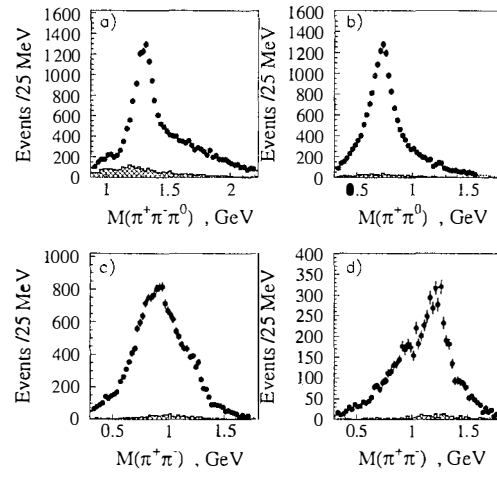 a)
Events /25 MeV
1600
1400
1200
1000
800
600
400
200
0
1 1.5 2
M(π⁺π⁻π⁰) , GeV
b)
Events /25 MeV
1600
1400
1200
1000
800
600
400
200
0
0.5 1 1.5
M(π⁺π⁰) , GeV
c)
Events /25 MeV
1000
800
600
400
200
0
0.5 1 1.5
M(π⁺π⁻) , GeV
d)
Events /25 MeV
400
350
300
250
200
150
100
50
0
0.5 1 1.5
M(π⁺π⁻) , GeV